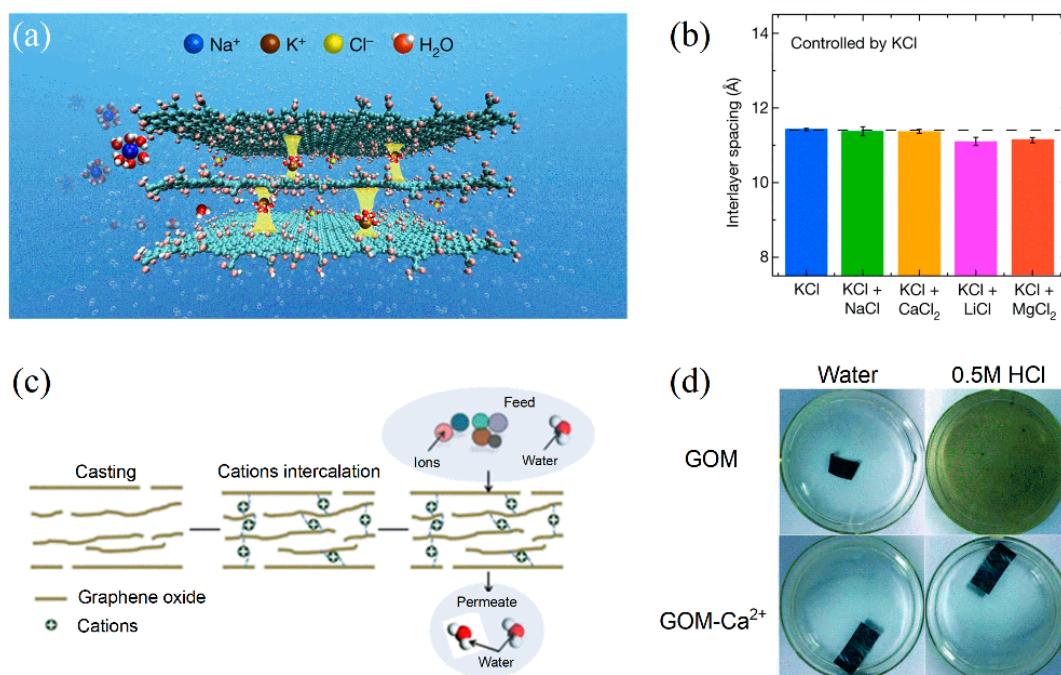 (a)
Na⁺ K⁺ Cl⁻ H₂O
(b)
Controlled by KCl
Interlayer spacing (Å)
14
12
10
8
KCl
KCl +
NaCl
KCl +
CaCl₂
KCl +
LiCl
KCl +
MgCl₂
(c)
Feed
Ions
Water
Casting
Cations intercalation
Graphene oxide
Cations
Permeate
Water
(d)
Water
0.5M HCl
GOM
GOM-Ca²⁺